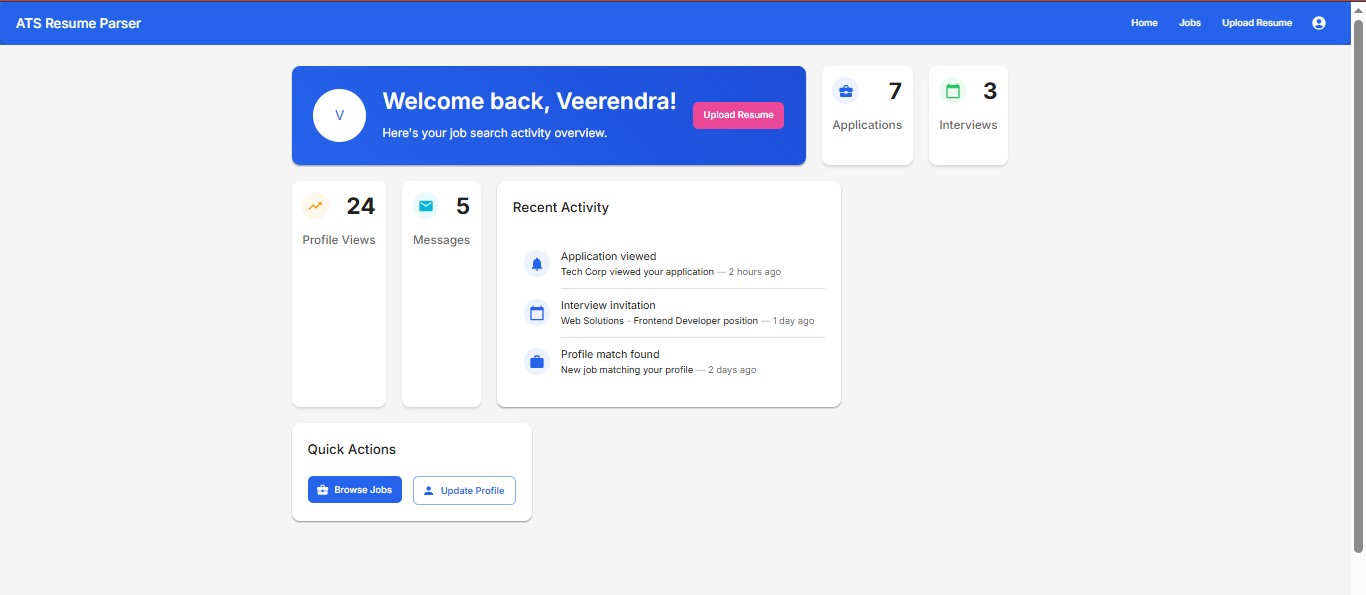 ATS Resume Parser
Home Jobs Upload Resume
V
Welcome back, Veerendra!
Here's your job search activity overview.
Upload Resume
7
Applications
3
Interviews
24
Profile Views
5
Messages
Recent Activity
Application viewed
Tech Corp viewed your application — 2 hours ago
Interview invitation
Web Solutions - Frontend Developer position — 1 day ago
Profile match found
New job matching your profile — 2 days ago
Quick Actions
Browse Jobs
Update Profile